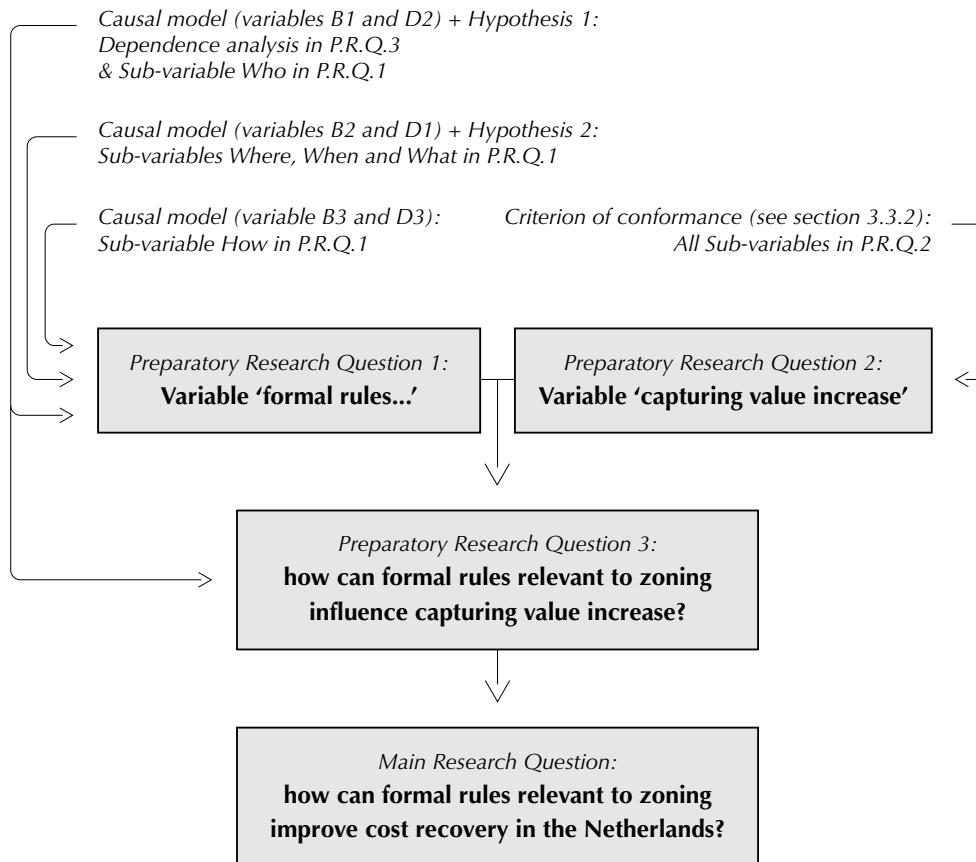 Causal model (variables B1 and D2) + Hypothesis 1:
Dependence analysis in P.R.Q.3
& Sub-variable Who in P.R.Q.1
Causal model (variables B2 and D1) + Hypothesis 2:
Sub-variables Where, When and What in P.R.Q.1
Causal model (variable B3 and D3):
Sub-variable How in P.R.Q.1
Criterion of conformance (see section 3.3.2):
All Sub-variables in P.R.Q.2
Preparatory Research Question 1:
Variable ‘formal rules...’
Preparatory Research Question 2:
Variable ‘capturing value increase’
Preparatory Research Question 3:
how can formal rules relevant to zoning
influence capturing value increase?
Main Research Question:
how can formal rules relevant to zoning
improve cost recovery in the Netherlands?